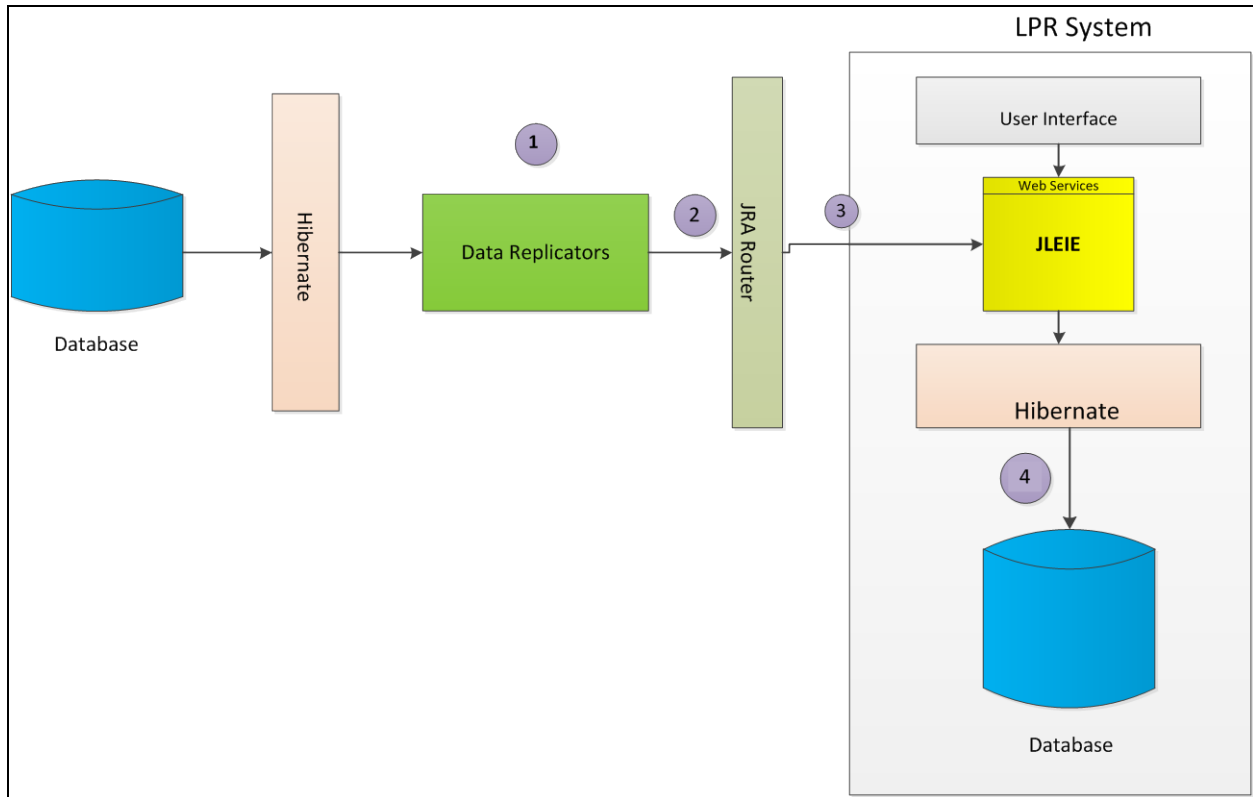 LPR System
User Interface
1
Web Services
2
3
JLEIE
Hibernate
Data Replicators
JRA Router
Database
Hibernate
4
Database